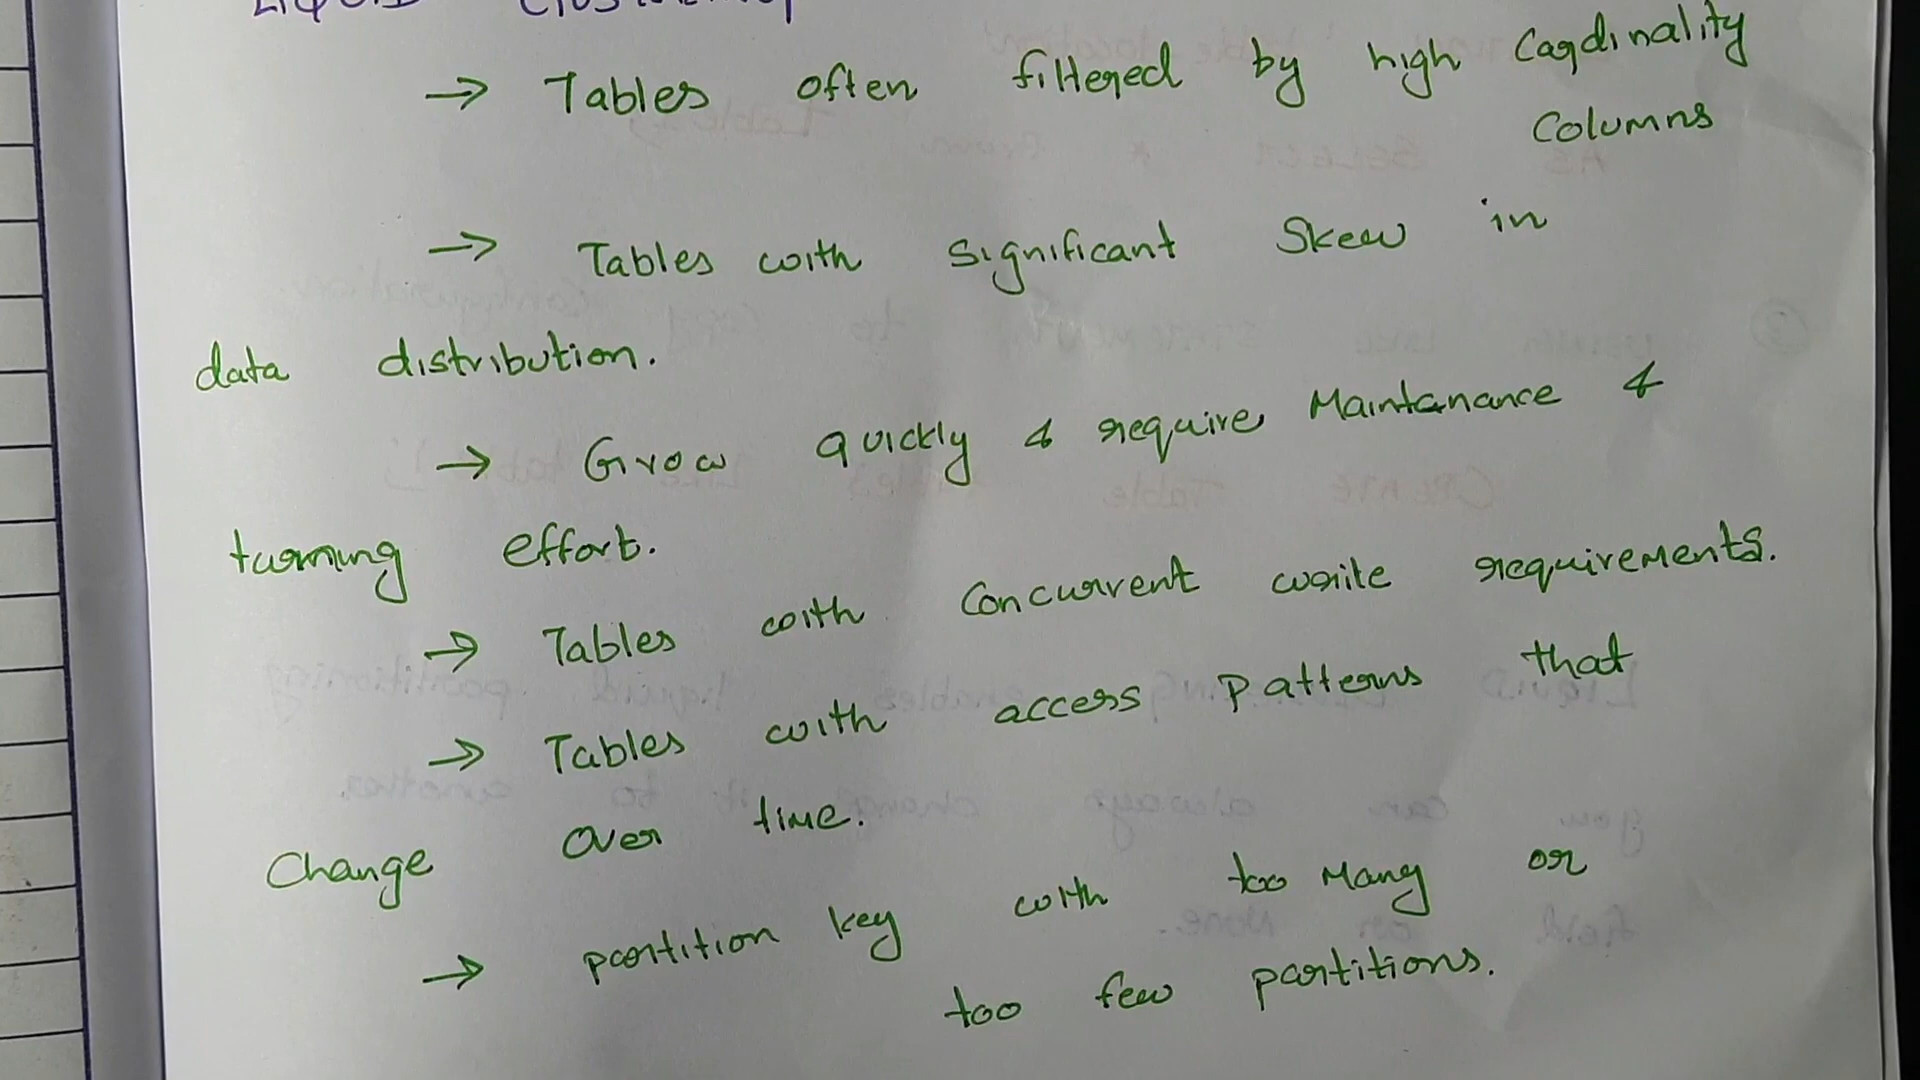 Liquid Clustering
→ Tables often filtered by high Cardinality
Columns
→ Tables with significant Skew in
data distribution.
→ Grow quickly & require Maintanance &
turning effort.
→ Tables with Concurrent write requirements.
→ Tables with access patterns that
Change over time.
→ partition key with too Many or
too few partitions.